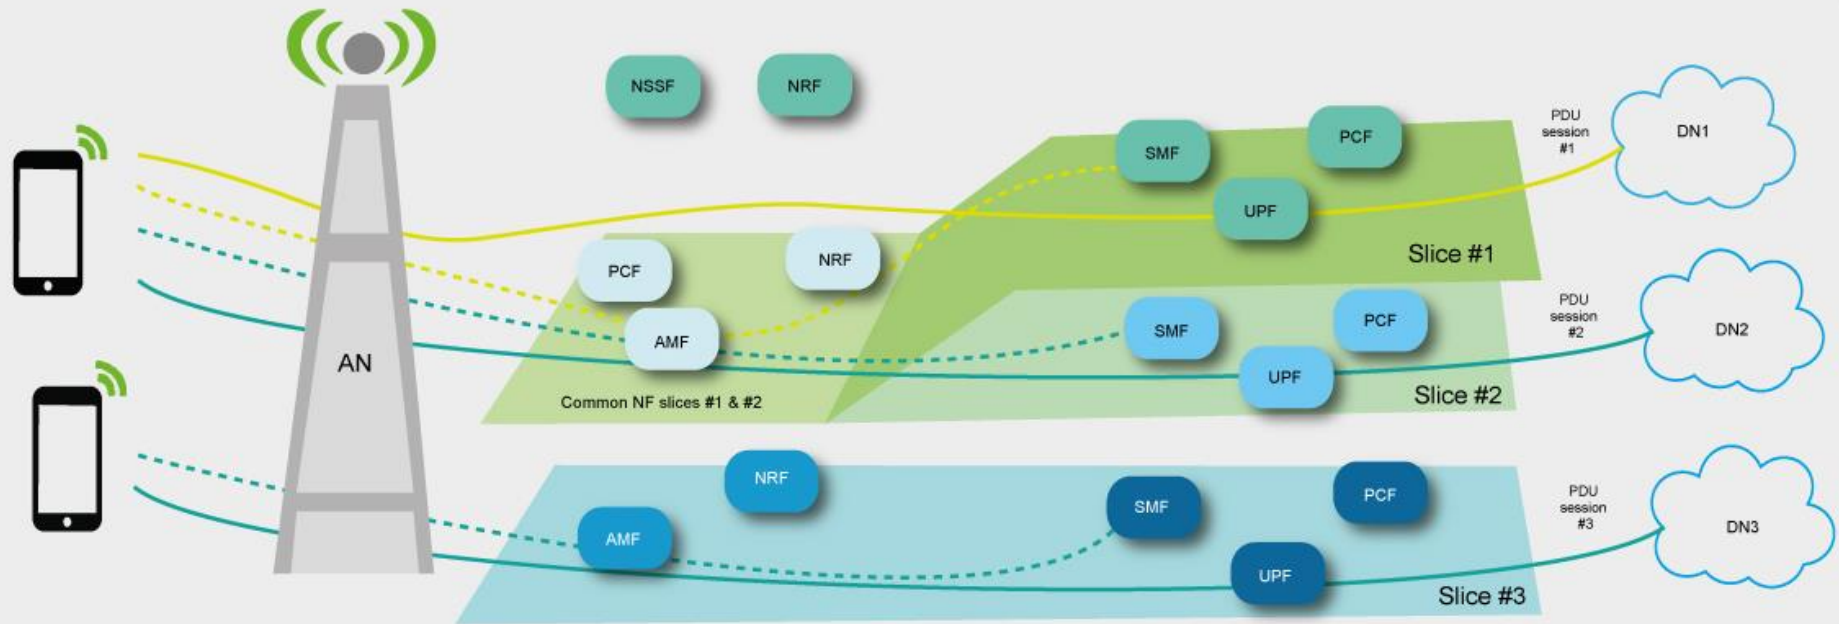 NSSF
NRF
SMF
PCF
UPF
Slice #1
PDU
session
#1
DN1
AN
PCF
NRF
AMF
Common NF slices #1 & #2
SMF
PCF
UPF
Slice #2
PDU
session
#2
DN2
NRF
AMF
SMF
PCF
UPF
Slice #3
PDU
session
#3
DN3